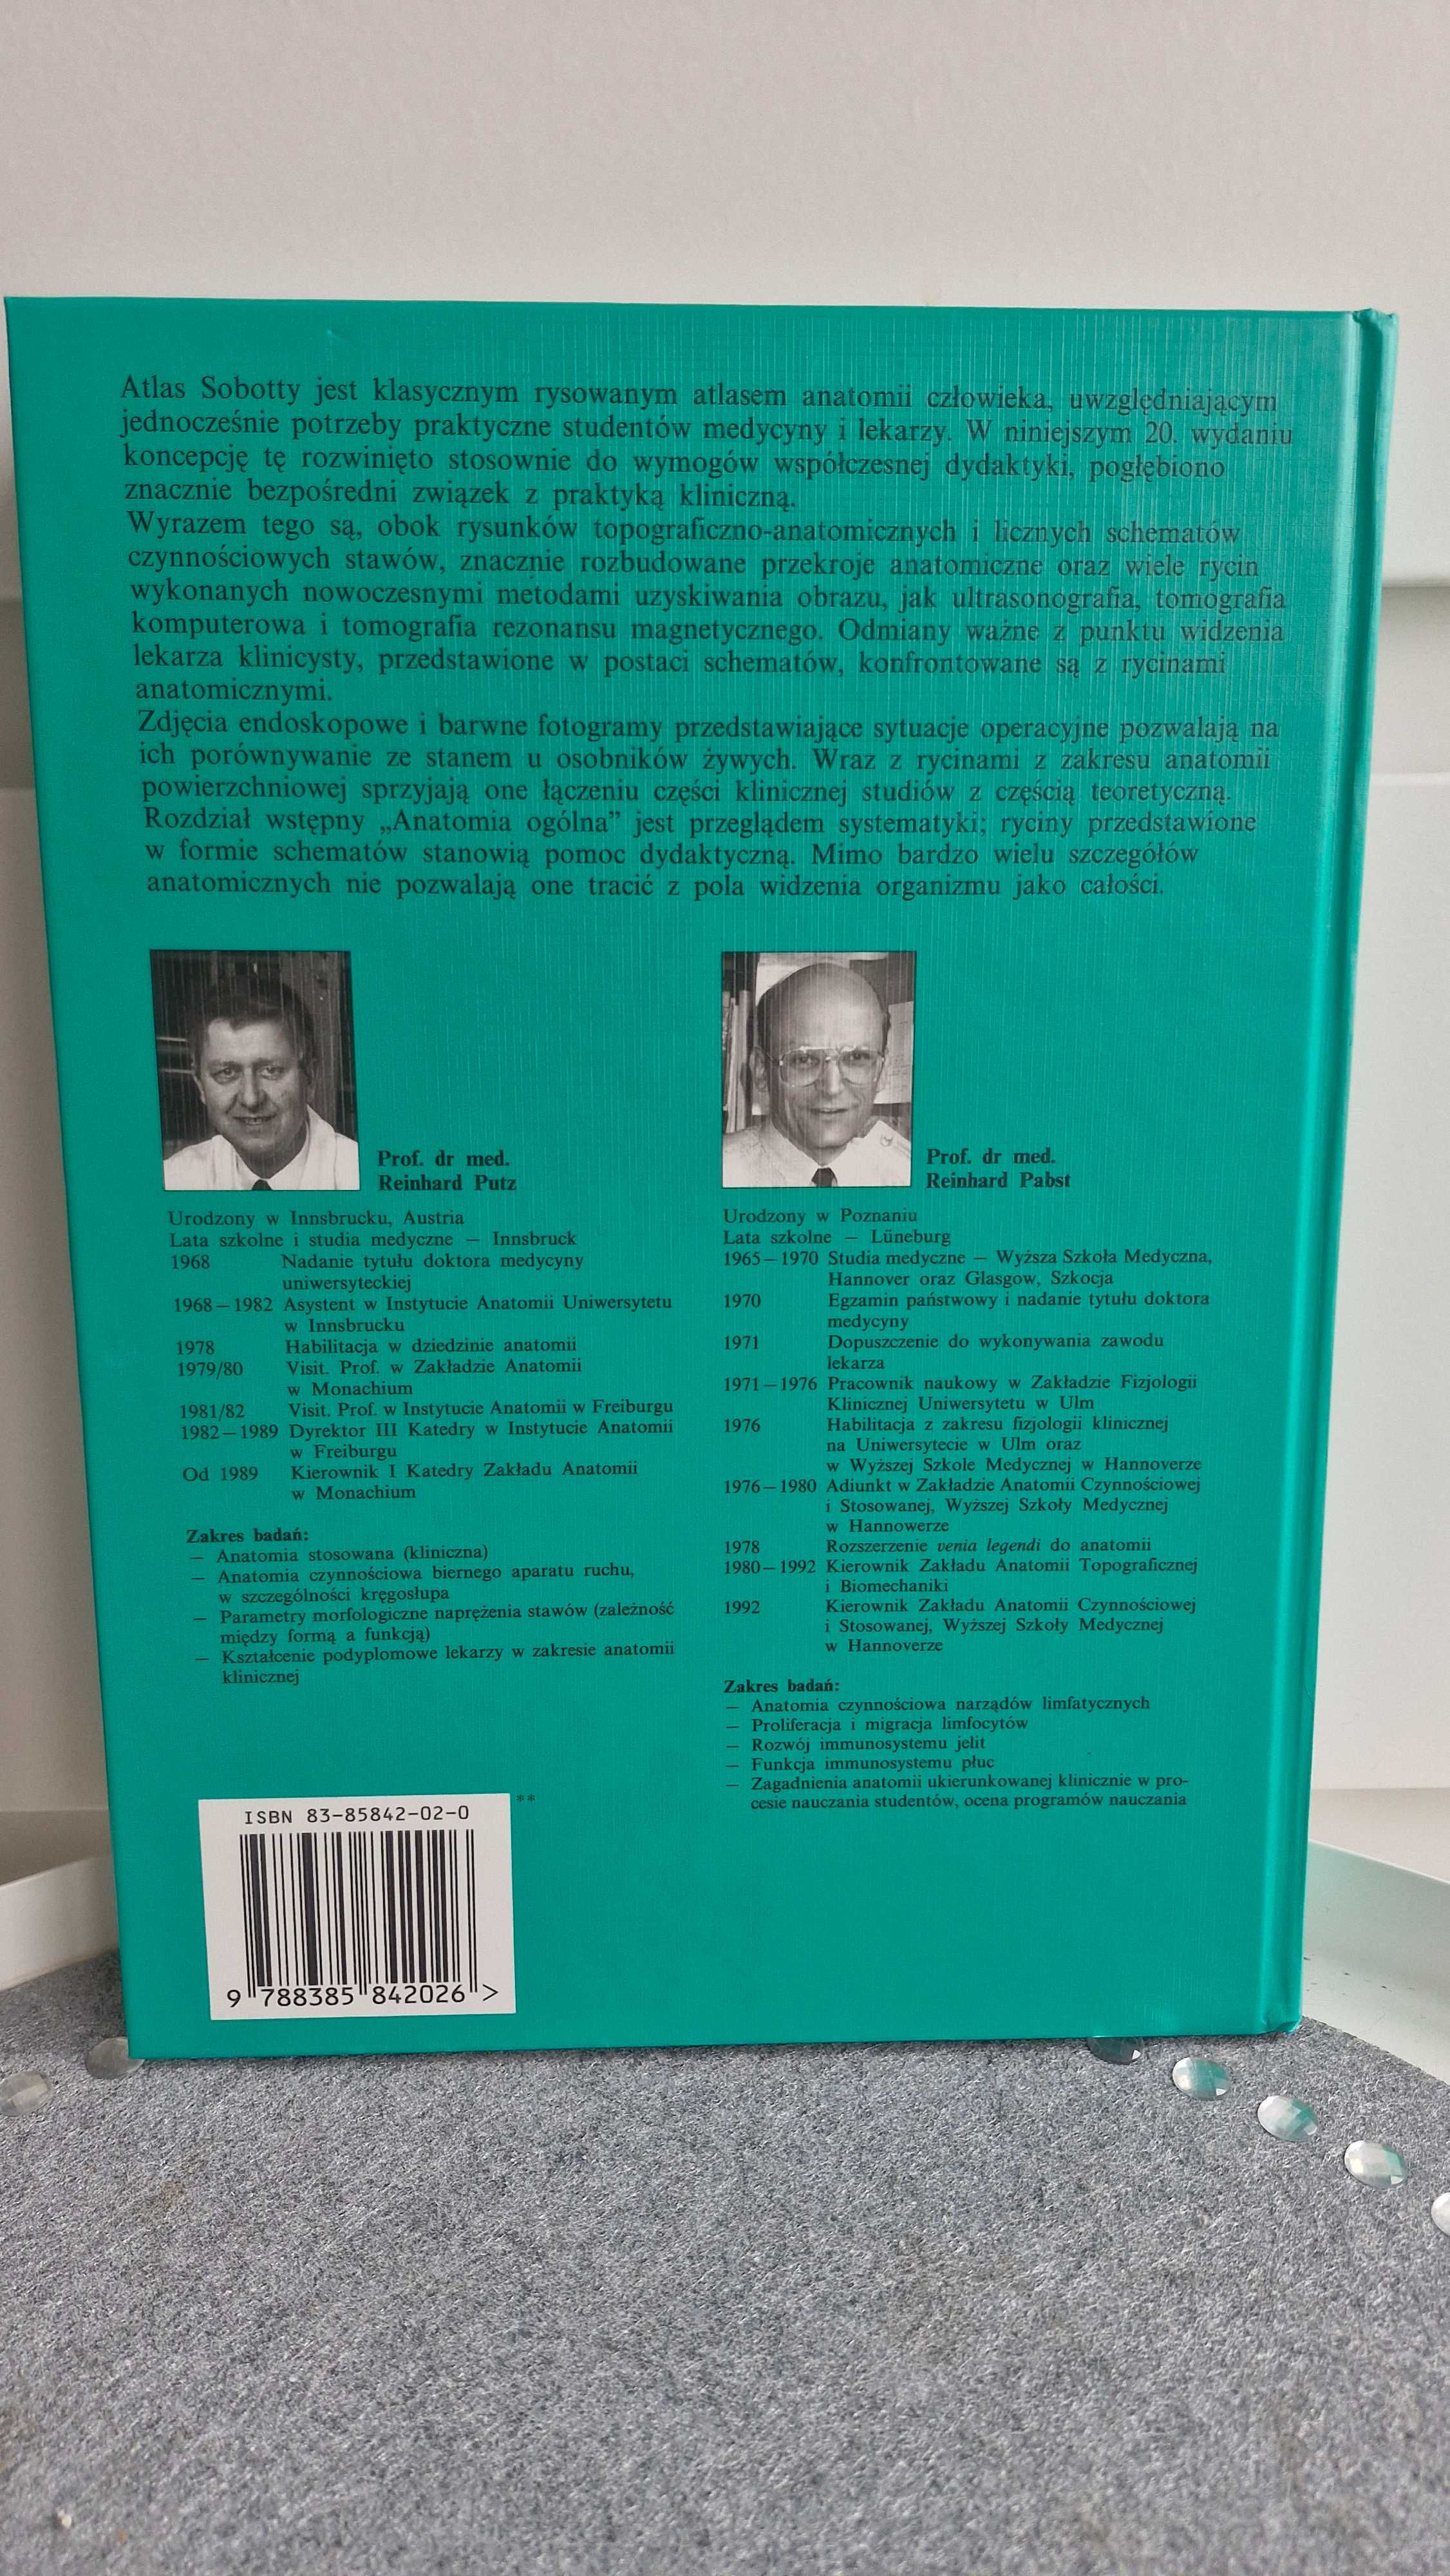 Atlas Sobotty jest klasycznym rysowanym atlasem anatomii człowieka, uwzględniającym
jednocześnie potrzeby praktyczne studentów medycyny i lekarzy. W niniejszym 20. wydaniu
koncepcję tę rozwinięto stosownie do wymogów współczesnej dydaktyki, pogłębiono
znacznie bezpośredni związek z praktyką kliniczną.
Wyrazem tego są, obok rysunków topograficzno-anatomicznych i licznych schematów
czynnościowych stawów, znacznie rozbudowane przekroje anatomiczne oraz wiele rycin
wykonanych nowoczesnymi metodami uzyskiwania obrazu, jak ultrasonografia, tomografia
komputerowa i tomografia rezonansu magnetycznego. Odmiany ważne z punktu widzenia
lekarza klinicysty, przedstawione w postaci schematów, konfrontowane są z rycinami
anatomicznymi.
Zdjęcia endoskopowe i barwne fotogramy przedstawiające sytuacje operacyjne pozwalają na
ich porównywanie ze stanem u osobników żywych. Wraz z rycinami z zakresu anatomii
powierzchniowej sprzyjają one łączeniu części klinicznej studiów z częścią teoretyczną.
Rozdział wstępny „Anatomia ogólna” jest przeglądem systematyki; ryciny przedstawione
w formie schematów stanowią pomoc dydaktyczną. Mimo bardzo wielu szczegółów
anatomicznych nie pozwalają one tracić z pola widzenia organizmu jako całości.
Prof. dr med.
Reinhard Putz
Urodzony w Innsbrucku, Austria
Lata szkolne i studia medyczne — Innsbruck
1968 Nadanie tytułu doktora medycyny
uniwersyteckiej
1968—1982 Asystent w Instytucie Anatomii Uniwersytetu
w Innsbrucku
1978 Habilitacja w dziedzinie anatomii
1979/80 Visit. Prof. w Zakładzie Anatomii
w Monachium
1981/82 Visit. Prof. w Instytucie Anatomii w Freiburgu
1982—1989 Dyrektor III Katedry w Instytucie Anatomii
w Freiburgu
Od 1989 Kierownik I Katedry Zakładu Anatomii
w Monachium
Zakres badań:
— Anatomia stosowana (kliniczna)
— Anatomia czynnościowa biernego aparatu ruchu,
w szczególności kręgosłupa
— Parametry morfologiczne naprężenia stawów (zależność
między formą a funkcją)
— Kształcenie podyplomowe lekarzy w zakresie anatomii
klinicznej
Prof. dr med.
Reinhard Pabst
Urodzony w Poznaniu
Lata szkolne — Lüneburg
1965—1970 Studia medyczne — Wyższa Szkoła Medyczna,
Hannover oraz Glasgow, Szkocja
1970 Egzamin państwowy i nadanie tytułu doktora
medycyny
1971 Dopuszczenie do wykonywania zawodu
lekarza
1971—1976 Pracownik naukowy w Zakładzie Fizjologii
Klinicznej Uniwersytetu w Ulm
1976 Habilitacja z zakresu fizjologii klinicznej
na Uniwersytecie w Ulm oraz
w Wyższej Szkole Medycznej w Hannoverze
1976—1980 Adiunkt w Zakładzie Anatomii Czynnościowej
i Stosowanej, Wyższej Szkoły Medycznej
w Hannowerze
1978 Rozszerzenie venia legendi do anatomii
1980—1992 Kierownik Zakładu Anatomii Topograficznej
i Biomechaniki
1992 Kierownik Zakładu Anatomii Czynnościowej
i Stosowanej, Wyższej Szkoły Medycznej
w Hannoverze
Zakres badań:
— Anatomia czynnościowa narządów limfatycznych
— Proliferacja i migracja limfocytów
— Rozwój immunosystemu jelit
— Funkcja immunosystemu płuc
— Zagadnienia anatomii ukierunkowanej klinicznie w pro-
cesie nauczania studentów, ocena programów nauczania
**
ISBN 83-85842-02-0
9 788385 842026 >